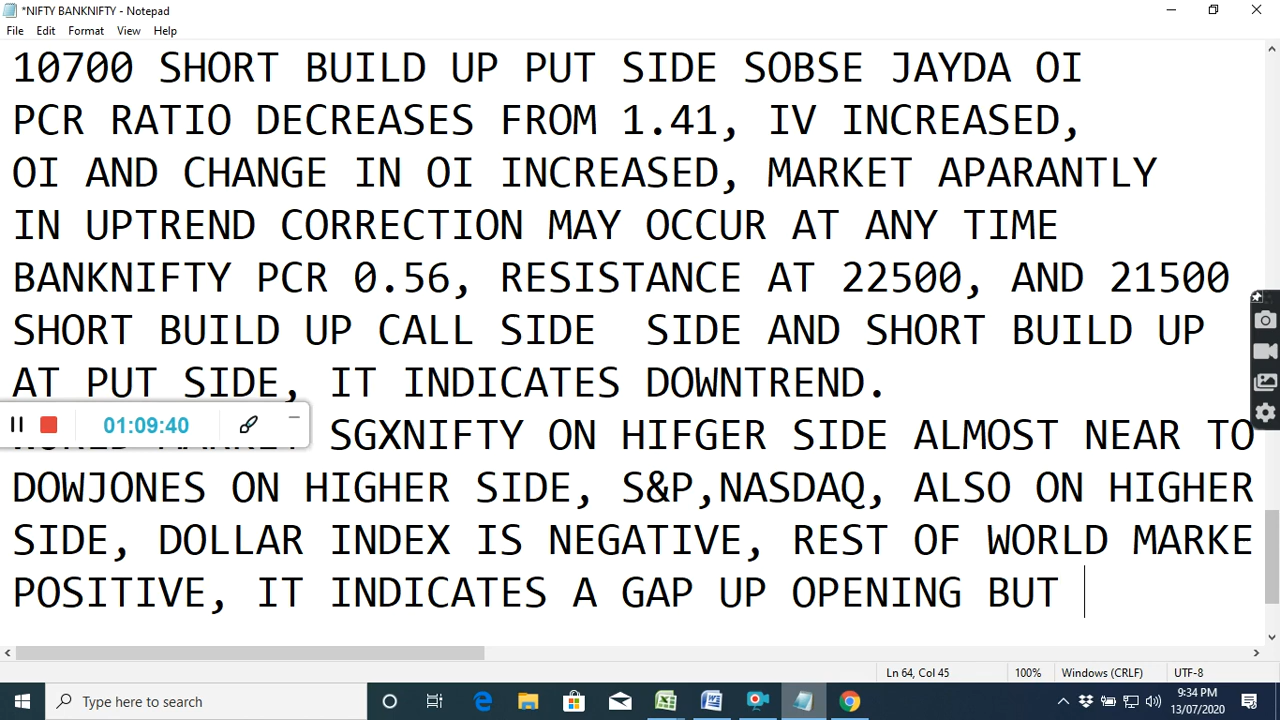 *NIFTY BANKNIFTY - Notepad
File Edit Format View Help
10700 SHORT BUILD UP PUT SIDE SOBSE JAYDA OI
PCR RATIO DECREASES FROM 1.41, IV INCREASED,
OI AND CHANGE IN OI INCREASED, MARKET APARANTLY
IN UPTREND CORRECTION MAY OCCUR AT ANY TIME
BANKNIFTY PCR 0.56, RESISTANCE AT 22500, AND 21500
SHORT BUILD UP CALL SIDE  SIDE AND SHORT BUILD UP
AT PUT SIDE, IT INDICATES DOWNTREND.
01:09:40
SGXNIFTY ON HIFGER SIDE ALMOST NEAR TO
DOWJONES ON HIGHER SIDE, S&P,NASDAQ, ALSO ON HIGHER
SIDE, DOLLAR INDEX IS NEGATIVE, REST OF WORLD MARKE
POSITIVE, IT INDICATES A GAP UP OPENING BUT
Ln 64, Col 45 100% Windows (CRLF) UTF-8
Type here to search
9:34 PM
13/07/2020